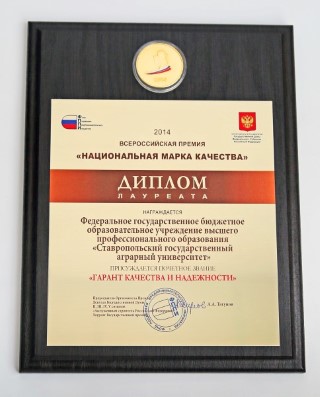 2014
ВСЕРОССИЙСКАЯ ПРЕМИЯ
«НАЦИОНАЛЬНАЯ МАРКА КАЧЕСТВА»
ДИПЛОМ
ЛАУРЕАТА
НАГРАЖДАЕТСЯ
Федеральное государственное бюджетное
образовательное учреждение высшего
профессионального образования
«Ставропольский государственный
аграрный университет»
ПРИСУЖДАЕТСЯ ПОЧЕТНОЕ ЗВАНИЕ
«ГАРАНТ КАЧЕСТВА И НАДЕЖНОСТИ»